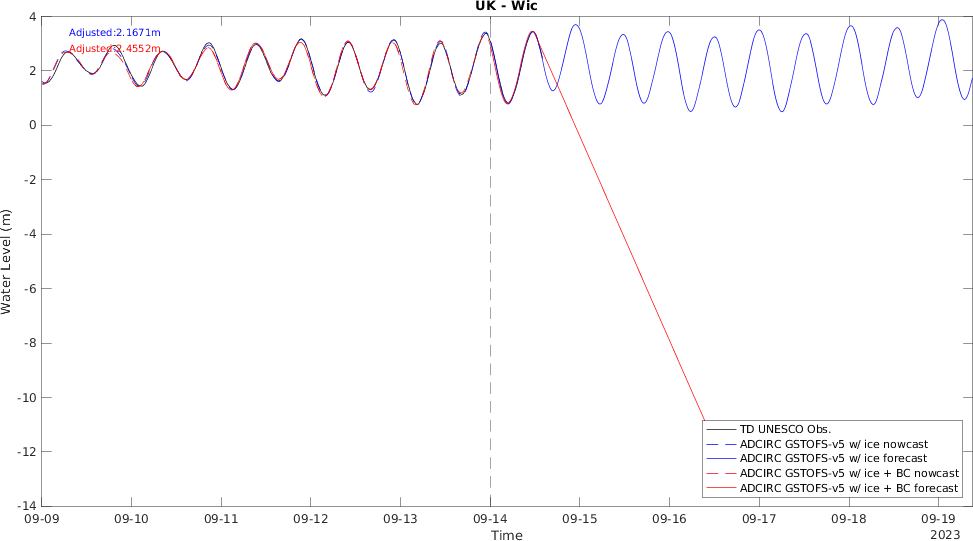 UK - Wic
Adjusted:2.1671m
Adjusted:2.4552m
4
2
0
-2
-4
-6
-8
-10
-12
-14
Water Level (m)
TD UNESCO Obs.
ADCIRC GSTOFS-v5 w/ ice nowcast
ADCIRC GSTOFS-v5 w/ ice forecast
ADCIRC GSTOFS-v5 w/ ice + BC nowcast
ADCIRC GSTOFS-v5 w/ ice + BC forecast
09-09 09-10 09-11 09-12 09-13 09-14 09-15 09-16 09-17 09-18 09-19
Time
2023